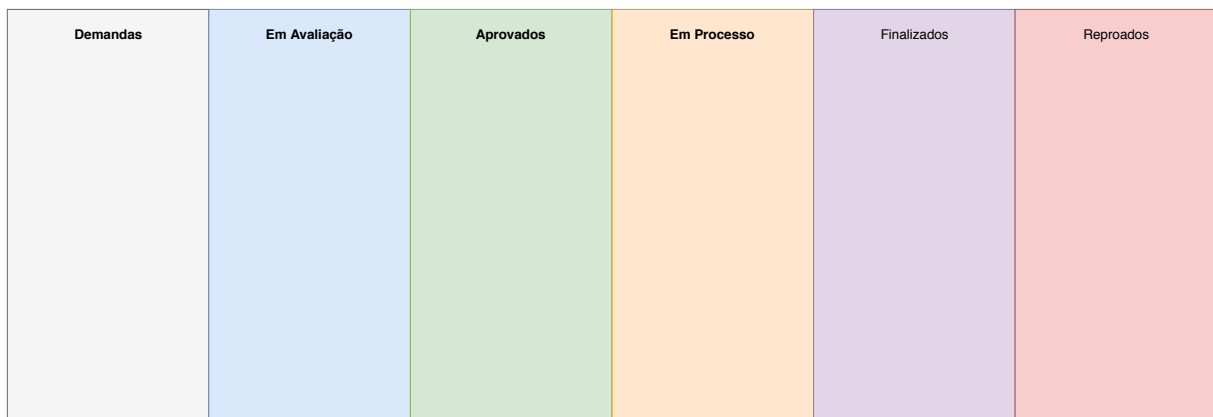 Demandas
Em Avaliação
Aprovados
Em Processo
Finalizados
Reproados